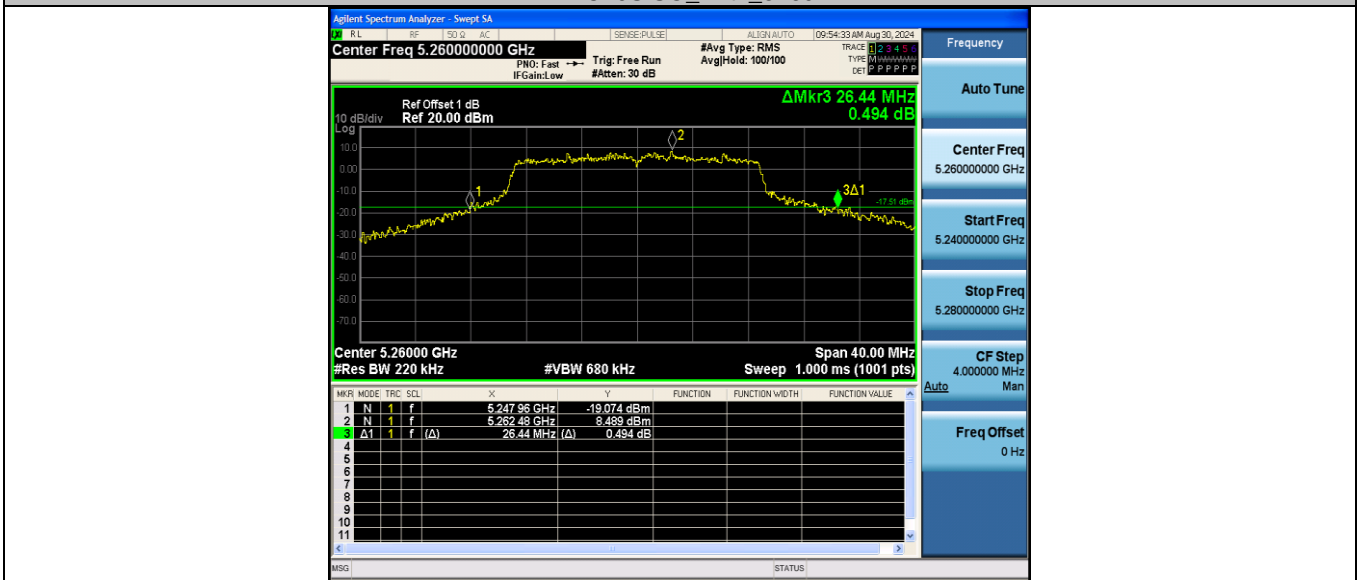 Agilent Spectrum Analyzer - Swept SA
RL RF 50 Ω AC SENSE:PULSE ALIGN AUTO 09:54:33 AM Aug 30, 2024
Center Freq 5.260000000 GHz
PNO: Fast
IFGain:Low
Trig: Free Run
#Atten: 30 dB
#Avg Type: RMS
Avg|Hold: 100/100
TRACE 1 2 3 4 5 6
TYPE M
DET P P P P P P
Frequency
ΔMkr3 26.44 MHz
0.494 dB
Ref Offset 1 dB
10 dB/div Ref 20.00 dBm
Log
10.0
0.00
-10.0
-20.0
-30.0
-40.0
-50.0
-60.0
-70.0
1
2
3Δ1
-17.51 dBm
Center 5.26000 GHz Span 40.00 MHz
#Res BW 220 kHz #VBW 680 kHz Sweep 1.000 ms (1001 pts)
MKR MODE TRC SCL X Y FUNCTION FUNCTION WIDTH FUNCTION VALUE
1 N 1 f 5.247 96 GHz -19.074 dBm
2 N 1 f 5.262 48 GHz 8.489 dBm
3 Δ1 1 f (Δ) 26.44 MHz (Δ) 0.494 dB
4
5
6
7
8
9
10
11
MSG STATUS
Auto Tune
Center Freq
5.260000000 GHz
Start Freq
5.240000000 GHz
Stop Freq
5.280000000 GHz
CF Step
4.000000 MHz
Auto Man
Freq Offset
0 Hz